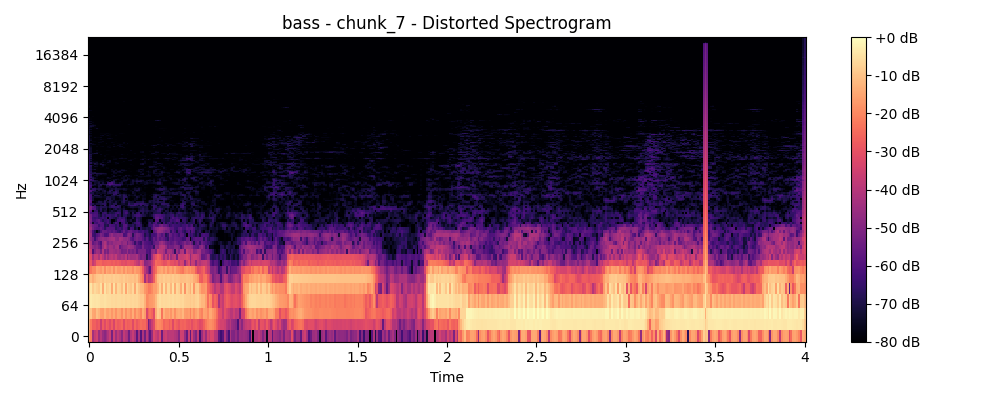 bass - chunk_7 - Distorted Spectrogram
Hz
16384
8192
4096
2048
1024
512
256
128
64
0
0
0.5
1
1.5
2
2.5
3
3.5
4
Time
+0 dB
-10 dB
-20 dB
-30 dB
-40 dB
-50 dB
-60 dB
-70 dB
-80 dB